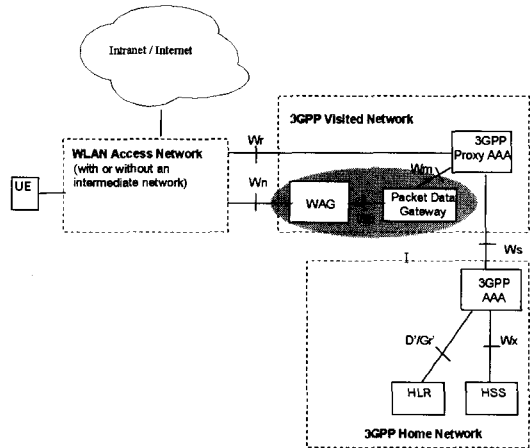 Intranet / Internet
3GPP Visited Network
WLAN Access Network
(with or without an
intermediate network)
UE
Wr
Wn
3GPP
Proxy AAA
Wm
WAG
Packet Data
Gateway
Ws
3GPP
AAA
D'/Gr'
Wx
HLR
HSS
3GPP Home Network